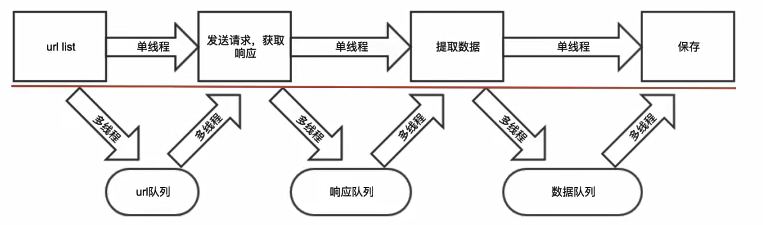 url list
单线程
发送请求，获取
响应
单线程
提取数据
单线程
保存
多线程
多线程
多线程
多线程
多线程
多线程
url队列
响应队列
数据队列